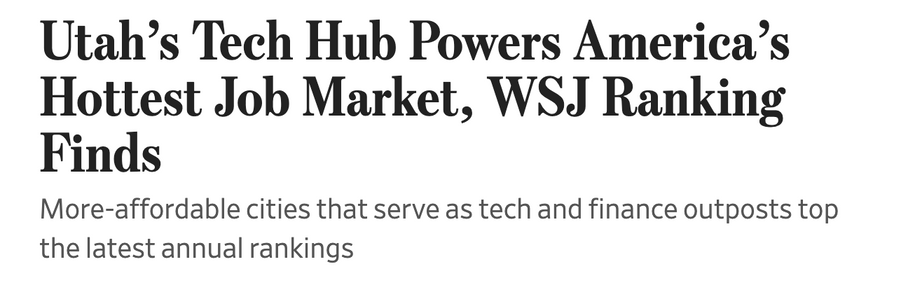 Utah’s Tech Hub Powers America’s
Hottest Job Market, WSJ Ranking
Finds
More-affordable cities that serve as tech and finance outposts top
the latest annual rankings